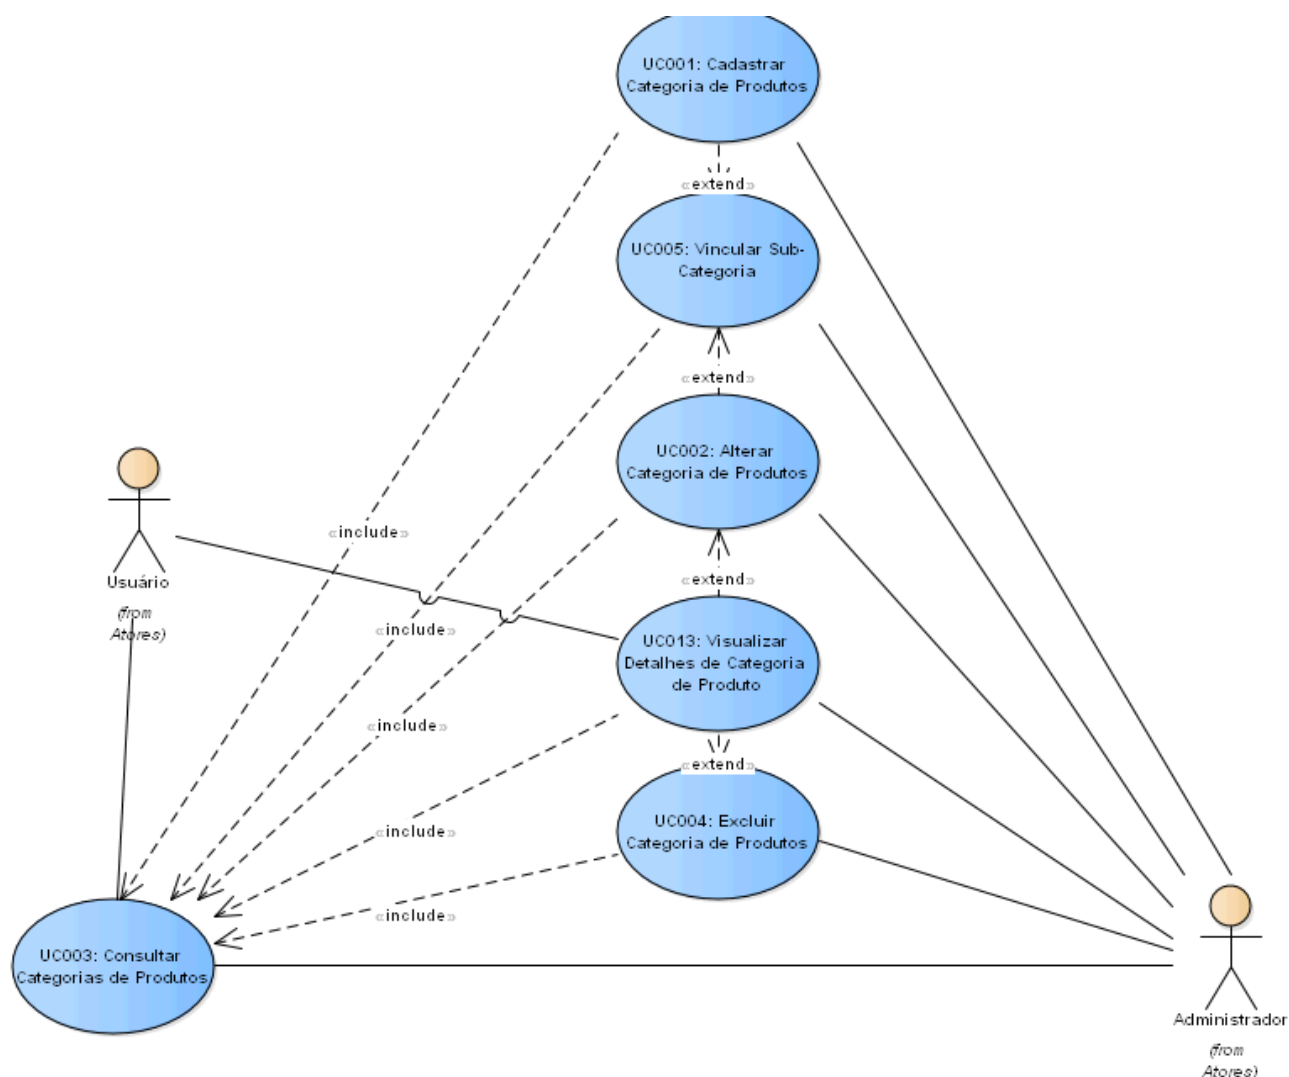 UC001: Cadastrar
Categoria de Produtos
«extend»
UC005: Vincular Sub-
Categoria
«extend»
UC002: Alterar
Categoria de Produtos
«include»
Usuário
(from
Atores)
«extend»
«include»
UC013: Visualizar
Detalhes de Categoria
de Produto
«include»
«extend»
UC004: Excluir
Categoria de Produtos
«include»
«include»
UC003: Consultar
Categorias de Produtos
Administrador
(from
Atores)